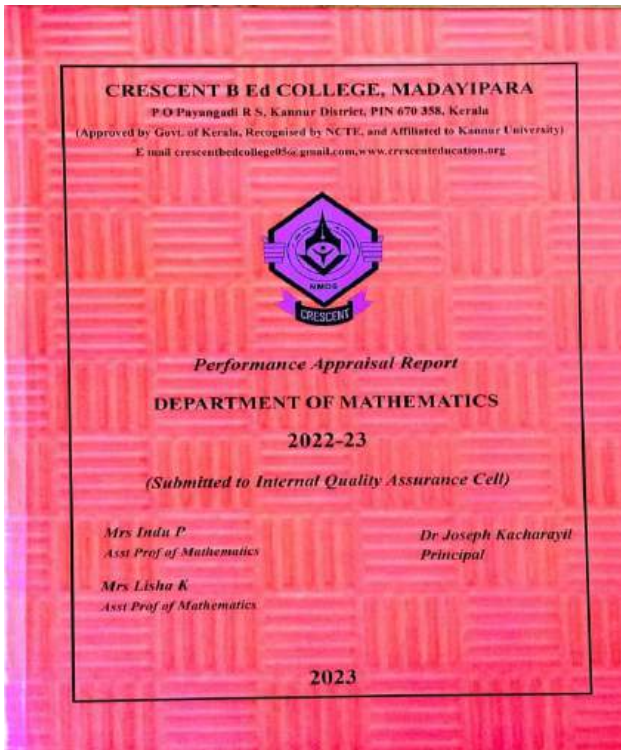 CRESCENT B Ed COLLEGE, MADAYIPARA
P O Payangadi R S, Kannur District, PIN 670 358, Kerala
(Approved by Govt. of Kerala, Recognised by NCTE, and Affiliated to Kannur University)
E mail crescentbedcollege05@gmail.com,www.crescenteducation.org
NMDS
CRESCENT
Performance Appraisal Report
DEPARTMENT OF MATHEMATICS
2022-23
(Submitted to Internal Quality Assurance Cell)
Mrs Indu P
Asst Prof of Mathematics
Dr Joseph Kacharayil
Principal
Mrs Lisha K
Asst Prof of Mathematics
2023